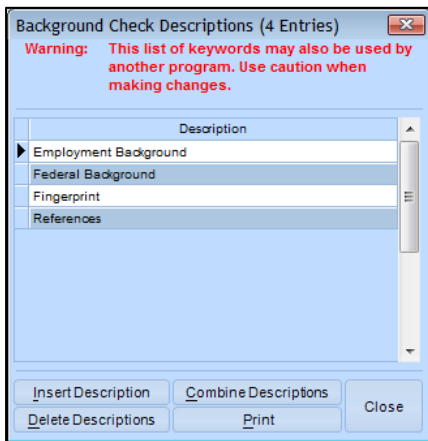 Background Check Descriptions (4 Entries)
Warning: This list of keywords may also be used by
another program. Use caution when
making changes.
Description
Employment Background
Federal Background
Fingerprint
References
Insert Description Combine Descriptions Close
Delete Descriptions Print